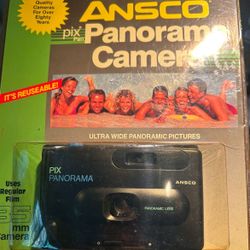 Quality
Cameras
For Over
Eighty
Years
ANSCO
pix
Panoram
Camera
IT'S REUSEABLE!
ULTRA WIDE PANORAMIC PICTURES
PIX
PANORAMA
ANSCO
PANORAMIC LENS
Uses
Regular
Film
35
mm
Camera